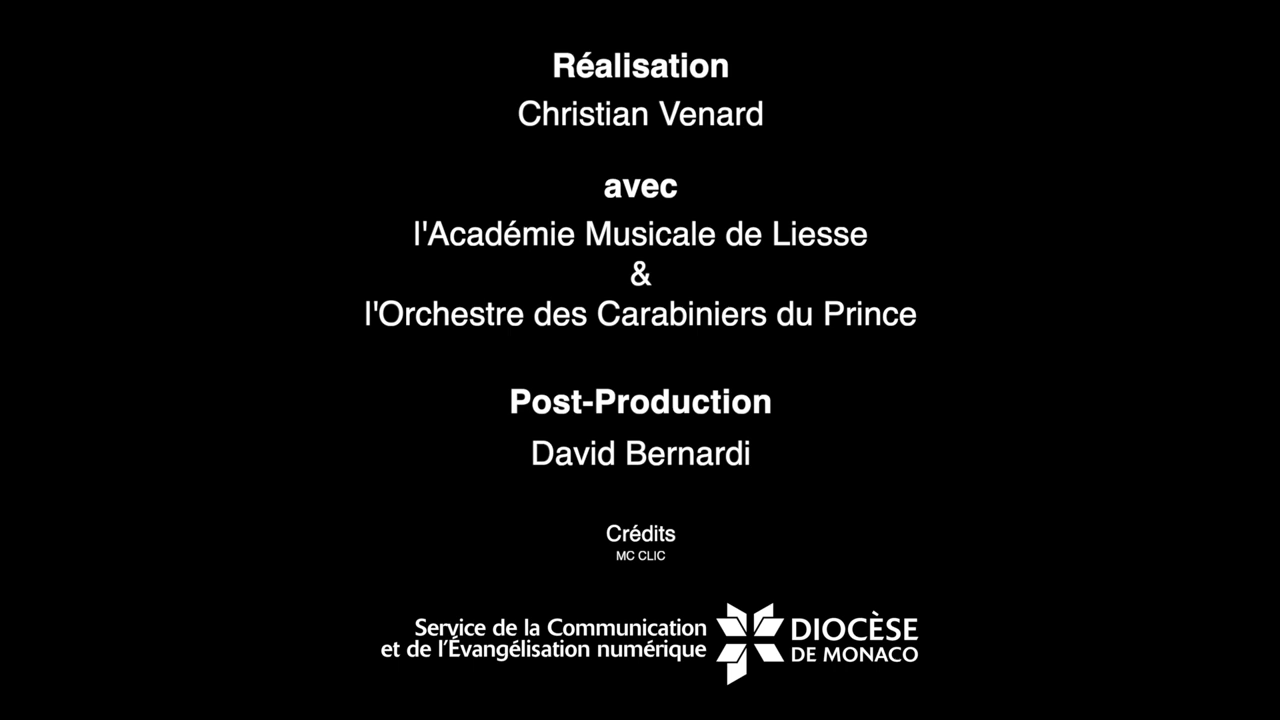 Réalisation
Christian Venard
avec
l'Académie Musicale de Liesse
&
l'Orchestre des Carabiniers du Prince
Post-Production
David Bernardi
Crédits
MC CLIC
Service de la Communication
et de l'Évangélisation numérique
DIOCÈSE
DE MONACO